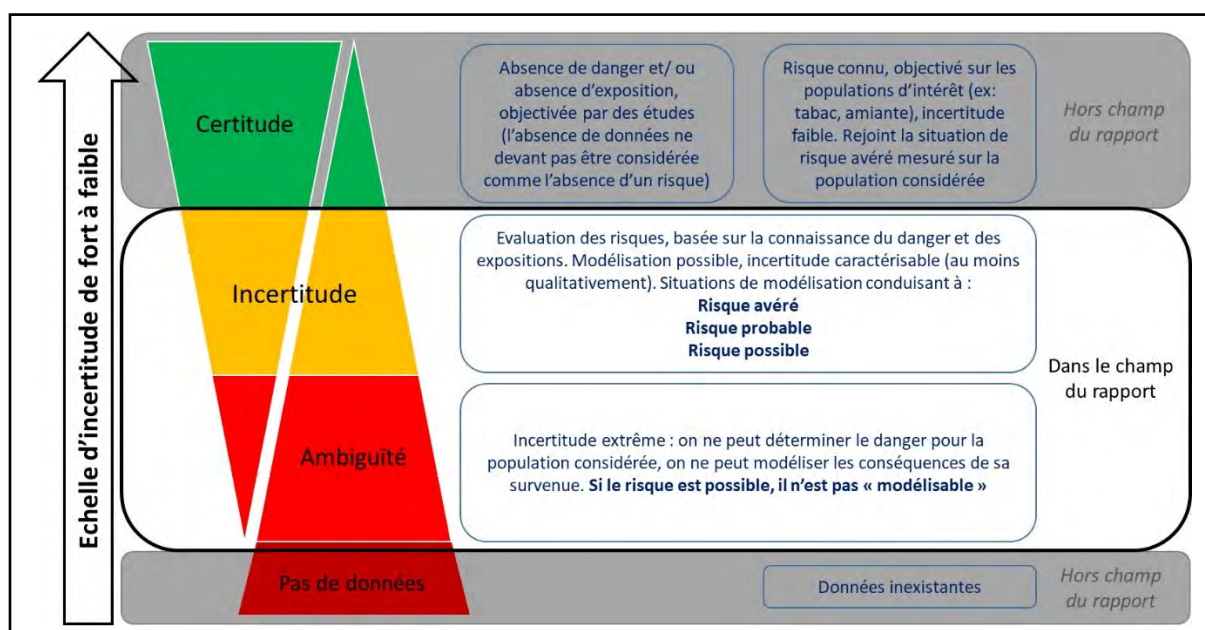 Echelle d'incertitude de fort à faible
Certitude
Absence de danger et/ ou
absence d'exposition,
objectivée par des études
(l'absence de données ne
devant pas être considérée
comme l'absence d'un risque)
Risque connu, objectivé sur les
populations d'intérêt (ex:
tabac, amiante), incertitude
faible. Rejoint la situation de
risque avéré mesuré sur la
population considérée
Hors champ
du rapport
Incertitude
Evaluation des risques, basée sur la connaissance du danger et des
expositions. Modélisation possible, incertitude caractérisable (au moins
qualitativement). Situations de modélisation conduisant à :
Risque avéré
Risque probable
Risque possible
Dans le champ
du rapport
Ambiguïté
Incertitude extrême : on ne peut déterminer le danger pour la
population considérée, on ne peut modéliser les conséquences de sa
survenue. Si le risque est possible, il n'est pas « modélisable »
Pas de données
Données inexistantes
Hors champ
du rapport